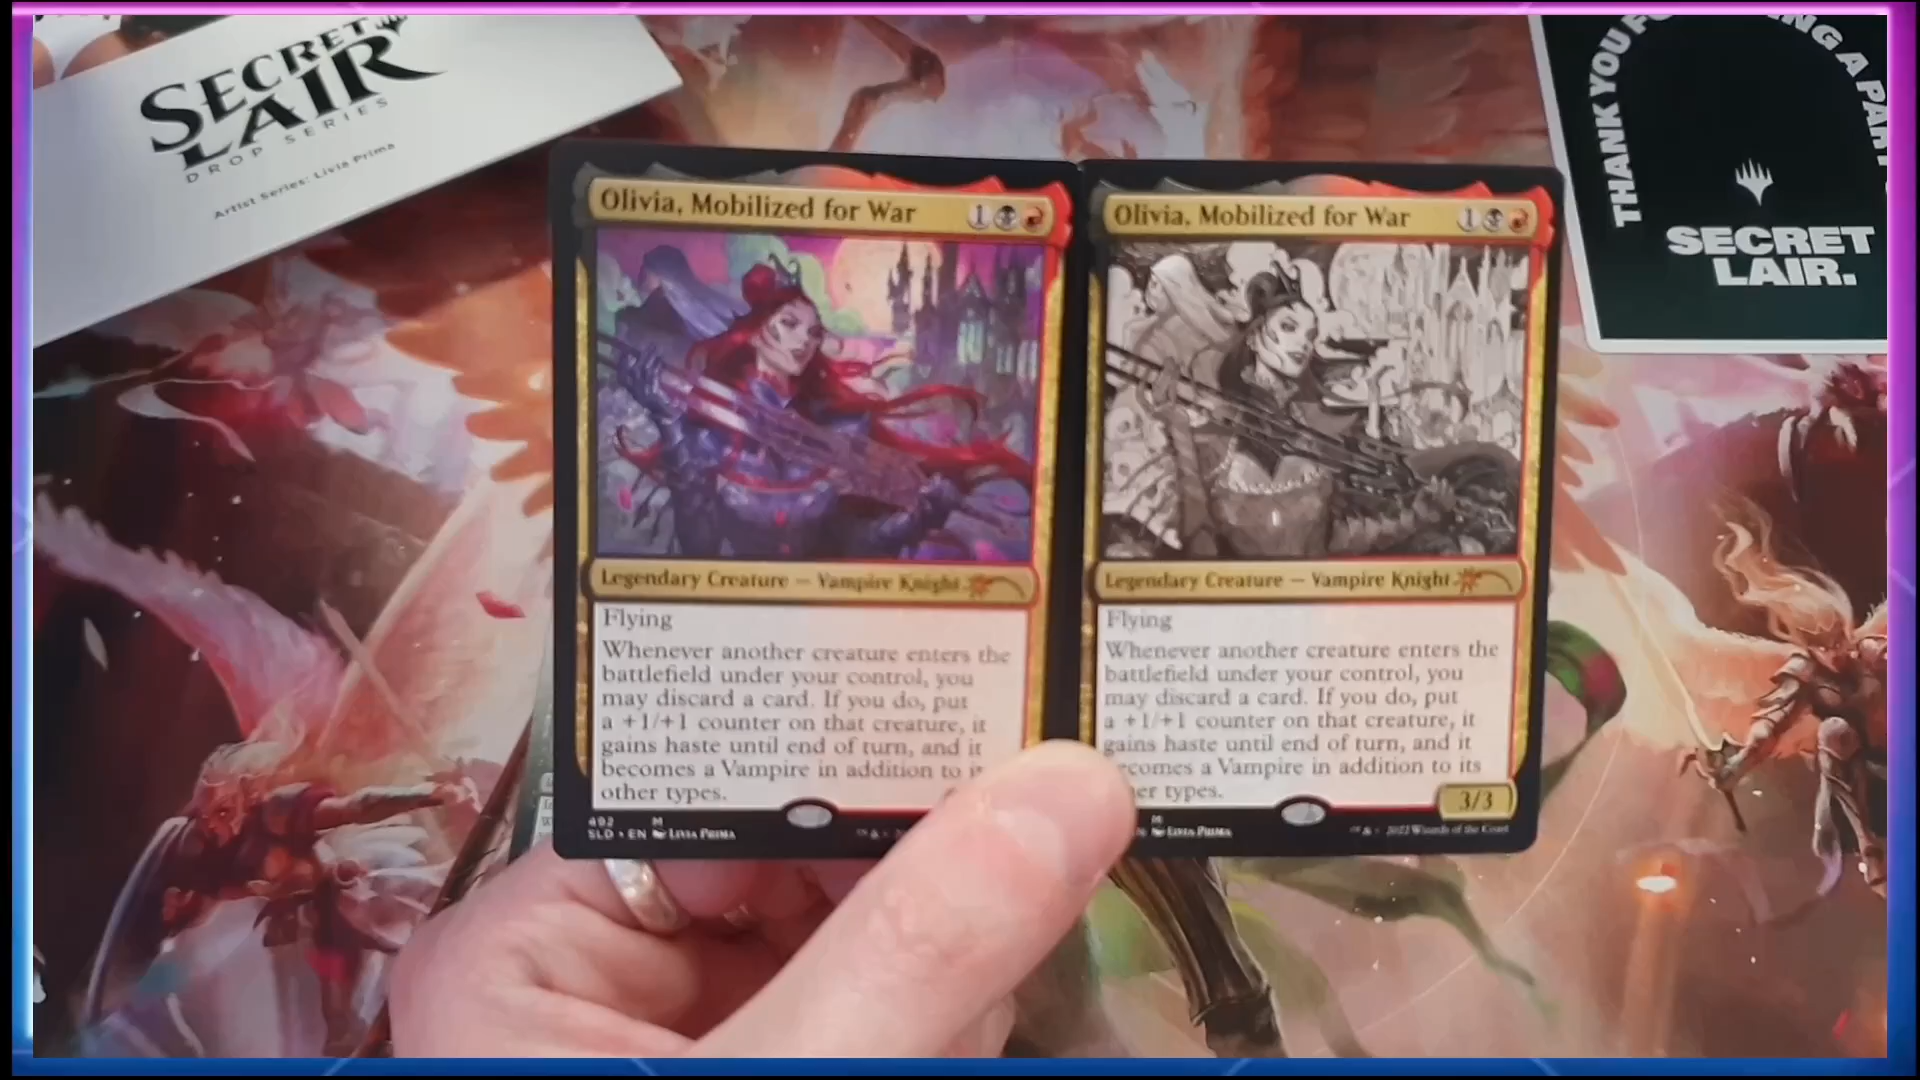 SECRET
LAIR
DROP SERIES
Artist Series: Livia Prima
THANK YOU
A PART
SECRET
LAIR.
Olivia, Mobilized for War 1
Legendary Creature — Vampire Knight
Flying
Whenever another creature enters the
battlefield under your control, you
may discard a card. If you do, put
a +1/+1 counter on that creature, it
gains haste until end of turn, and it
becomes a Vampire in addition to
other types.
492 M
SLD • EN LIVIA PRIMA
Olivia, Mobilized for War 1
Legendary Creature — Vampire Knight
Flying
Whenever another creature enters the
battlefield under your control, you
may discard a card. If you do, put
a +1/+1 counter on that creature, it
gains haste until end of turn, and it
ecomes a Vampire in addition to its
er types.
3/3
M
LIVIA PRIMA
2022 Wizards of the Coast